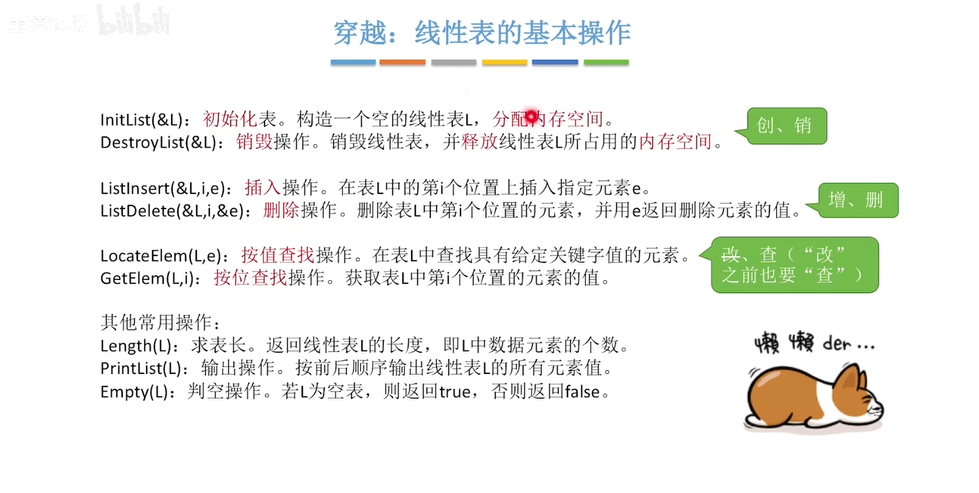 bilibili
穿越：线性表的基本操作
InitList(&L)：初始化表。构造一个空的线性表L，分配内存空间。
DestroyList(&L)：销毁操作。销毁线性表，并释放线性表L所占用的内存空间。
创、销
ListInsert(&L,i,e)：插入操作。在表L中的第i个位置上插入指定元素e。
ListDelete(&L,i,&e)：删除操作。删除表L中第i个位置的元素，并用e返回删除元素的值。
增、删
LocateElem(L,e)：按值查找操作。在表L中查找具有给定关键字值的元素。
GetElem(L,i)：按位查找操作。获取表L中第i个位置的元素的值。
改、查（“改”
之前也要“查”）
其他常用操作：
Length(L)：求表长。返回线性表L的长度，即L中数据元素的个数。
PrintList(L)：输出操作。按前后顺序输出线性表L的所有元素值。
Empty(L)：判空操作。若L为空表，则返回true，否则返回false。
懒 懒 der ...